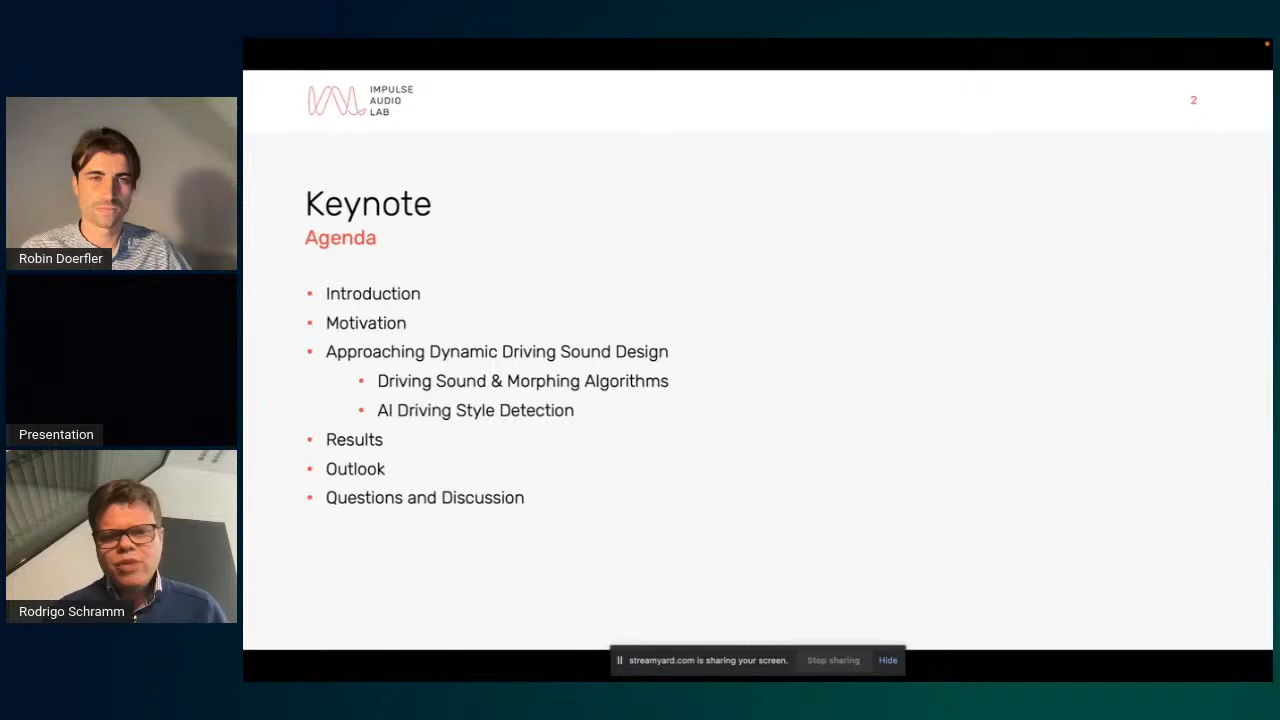 Robin Doerfler
Presentation
Rodrigo Schramm
IMPULSE
AUDIO
LAB
2
Keynote
Agenda
• Introduction
• Motivation
• Approaching Dynamic Driving Sound Design
• Driving Sound & Morphing Algorithms
• AI Driving Style Detection
• Results
• Outlook
• Questions and Discussion
streamyard.com is sharing your screen. Stop sharing Hide